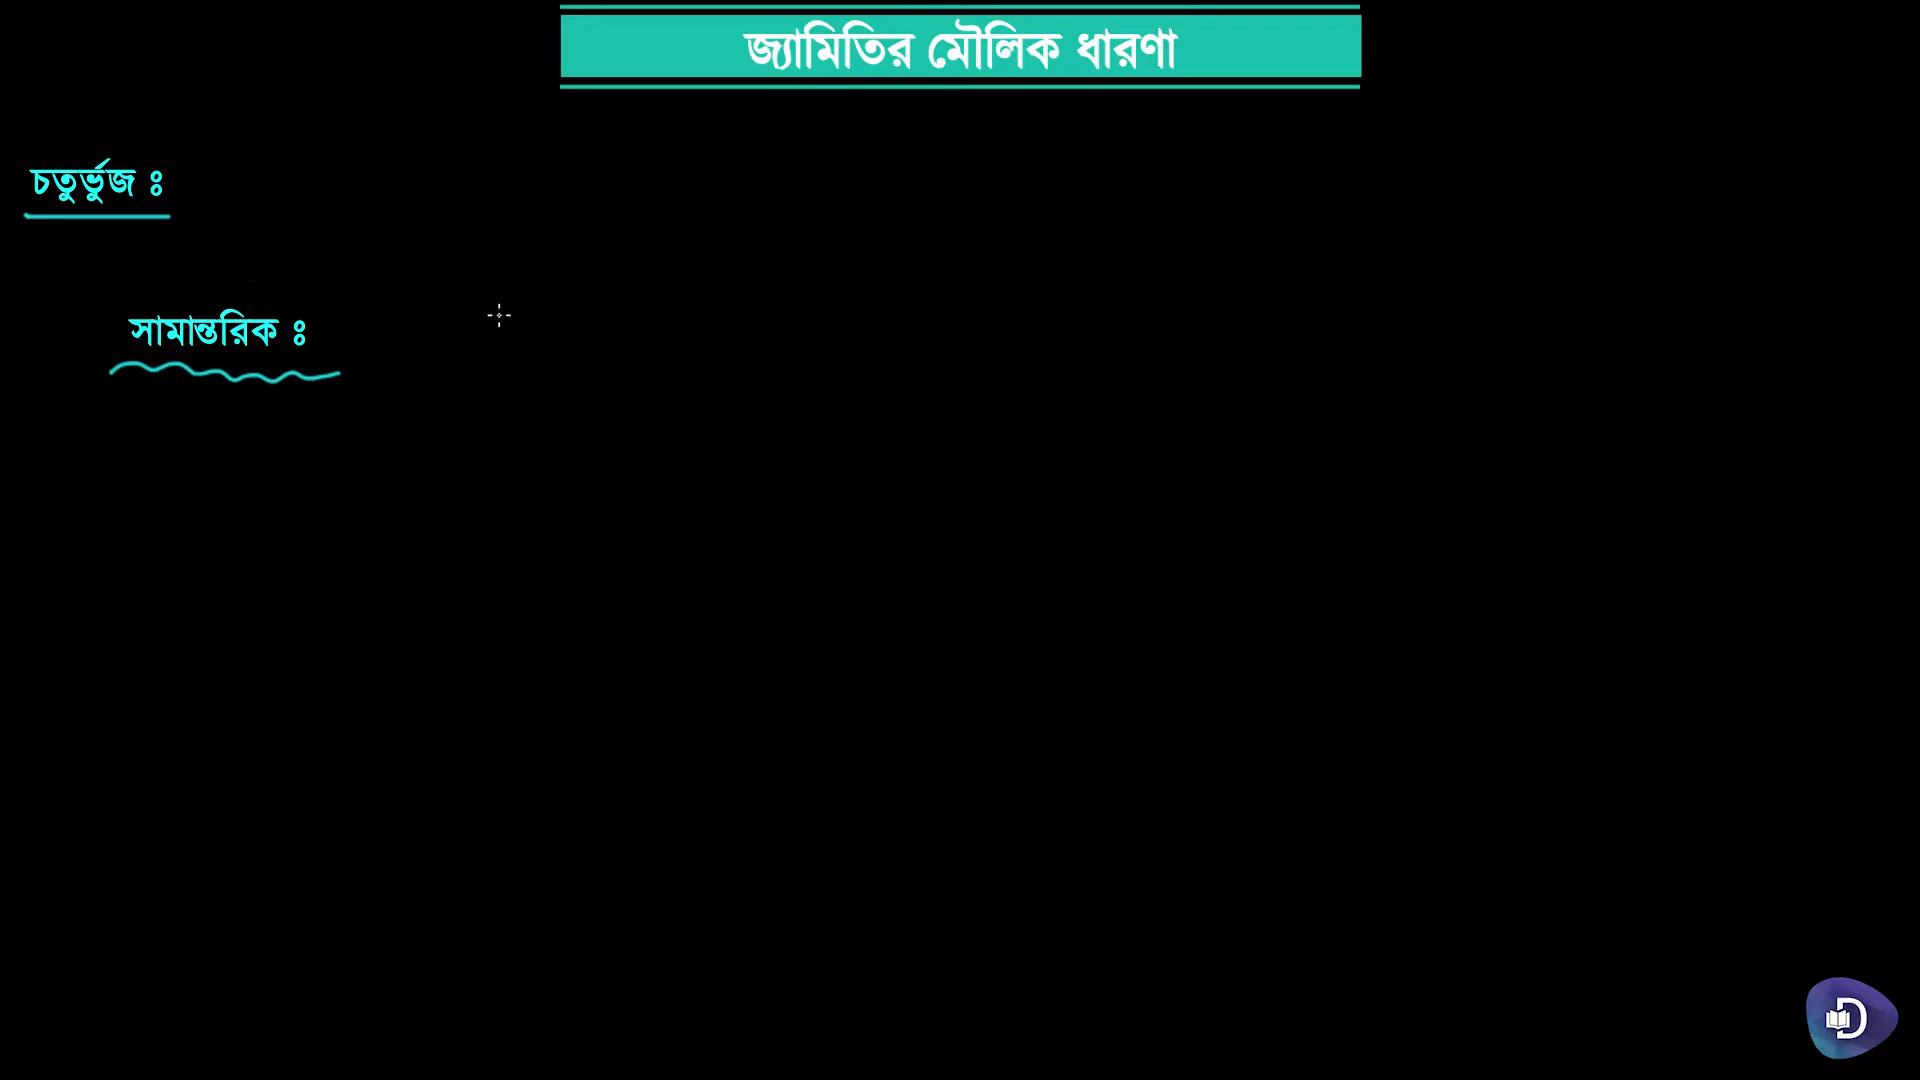 জ্যামিতির মৌলিক ধারণা
চতুর্ভুজ ঃ
সামান্তরিক ঃ
D